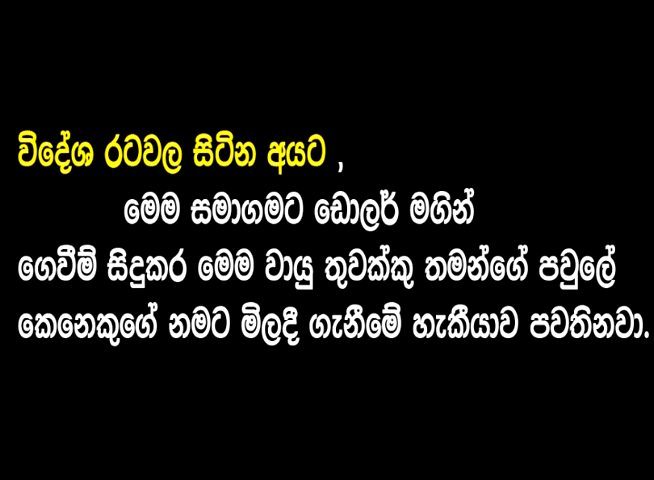 විදේශ රටවල සිටින අයට ,
මෙම සමාගමට ඩොලර් මගින්
ගෙවීම් සිදුකර මෙම වායු තුවක්කු තමන්ගේ පවුලේ
කෙනෙකුගේ නමට මිලදී ගැනීමේ හැකියාව පවතිනවා.